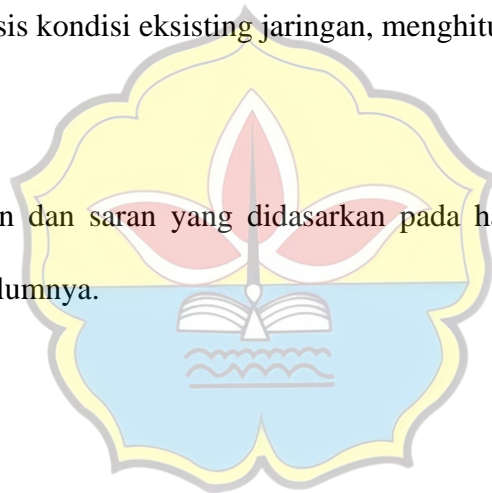 sis kondisi eksisting jaringan, menghitu
n dan saran yang didasarkan pada ha
lumnya.